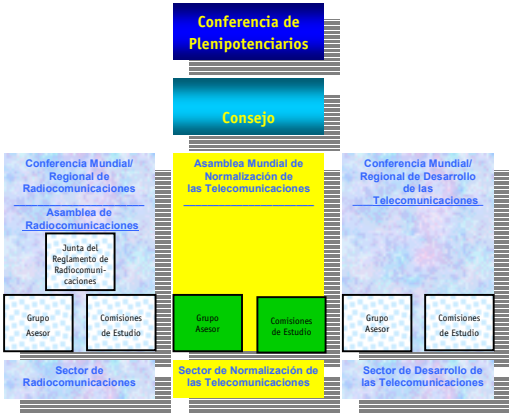 Conferencia de
Plenipotenciarios
Consejo
Conferencia Mundial/
Regional de
Radiocomunicaciones
Asamblea de
Radiocomunicaciones
Junta del
Reglamento de
Radiocomuni-
caciones
Grupo
Asesor
Comisiones
de Estudio
Sector de
Radiocomunicaciones
Asamblea Mundial de
Normalización de
las Telecomunicaciones
Grupo
Asesor
Comisiones
de Estudio
Sector de Normalización de
las Telecomunicaciones
Conferencia Mundial/
Regional de Desarrollo
de las
Telecomunicaciones
Grupo
Asesor
Comisiones
de Estudio
Sector de Desarrollo de
las Telecomunicaciones